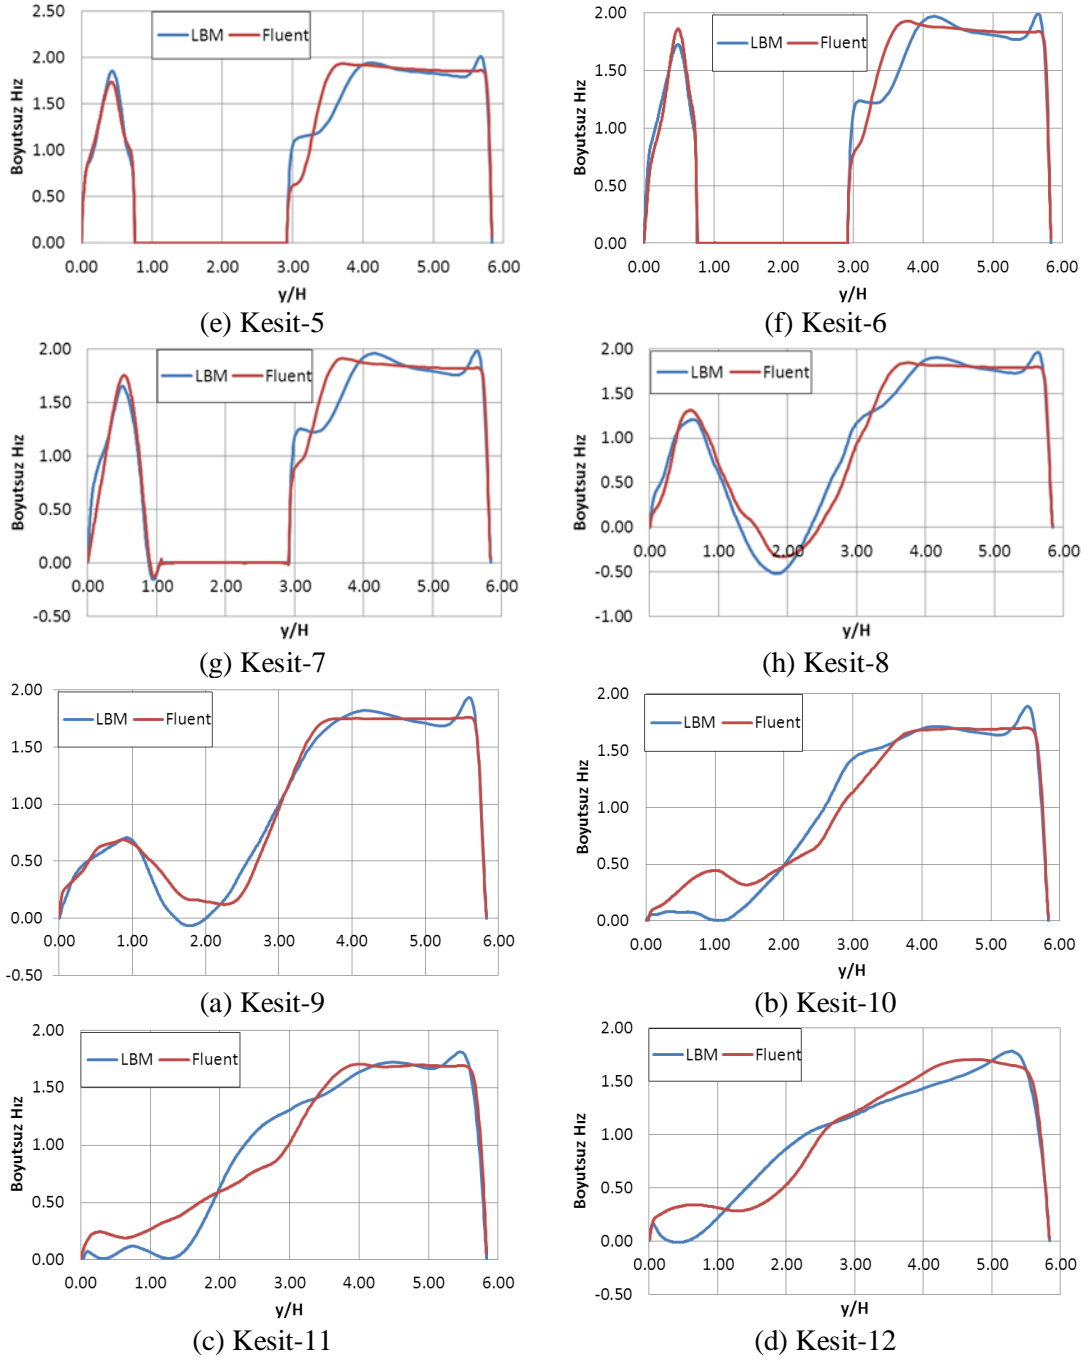 2.50
2.00
1.50
1.00
0.50
0.00
Boyutsuz Hız
LBM Fluent
0.00 1.00 2.00 3.00 4.00 5.00 6.00
y/H
(e) Kesit-5
2.00
1.50
1.00
0.50
0.00
Boyutsuz Hız
LBM Fluent
0.00 1.00 2.00 3.00 4.00 5.00 6.00
y/H
(f) Kesit-6
2.00
1.50
1.00
0.50
0.00
-0.50
Boyutsuz Hız
LBM Fluent
0.00 1.00 2.00 3.00 4.00 5.00 6.00
y/H
(g) Kesit-7
2.00
1.50
1.00
0.50
0.00
-0.50
-1.00
Boyutsuz Hız
LBM Fluent
0.00 1.00 2.00 3.00 4.00 5.00 6.00
y/H
(h) Kesit-8
2.00
1.50
1.00
0.50
0.00
-0.50
Boyutsuz Hız
LBM Fluent
0.00 1.00 2.00 3.00 4.00 5.00 6.00
y/H
(a) Kesit-9
2.00
1.50
1.00
0.50
0.00
Boyutsuz Hız
LBM Fluent
0.00 1.00 2.00 3.00 4.00 5.00 6.00
y/H
(b) Kesit-10
2.00
1.50
1.00
0.50
0.00
Boyutsuz Hız
LBM Fluent
0.00 1.00 2.00 3.00 4.00 5.00 6.00
y/H
(c) Kesit-11
2.00
1.50
1.00
0.50
0.00
-0.50
Boyutsuz Hız
LBM Fluent
0.00 1.00 2.00 3.00 4.00 5.00 6.00
y/H
(d) Kesit-12